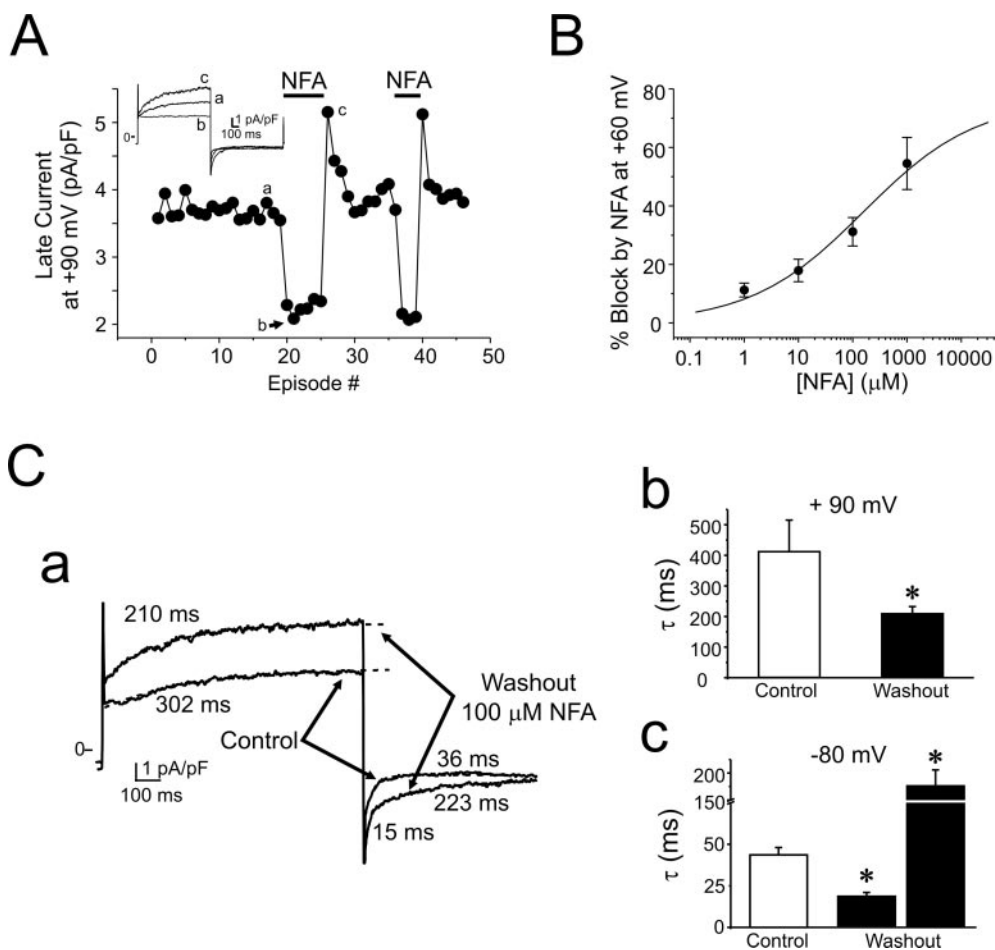 A
NFA NFA
c
a
b
0
1 pA/pF
100 ms
c
a
b
Late Current
at +90 mV (pA/pF)
5
4
3
2
0 10 20 30 40 50
Episode #
B
% Block by NFA at +60 mV
80
60
40
20
0
0.1 1 10 100 1000 10000
[NFA] (μM)
C
a
210 ms
302 ms
Control
Washout
100 μM NFA
36 ms
223 ms
15 ms
0
1 pA/pF
100 ms
b
+ 90 mV
τ (ms)
500
400
300
200
100
0
*
Control Washout
c
-80 mV
τ (ms)
200
150
50
25
0
* *
Control Washout